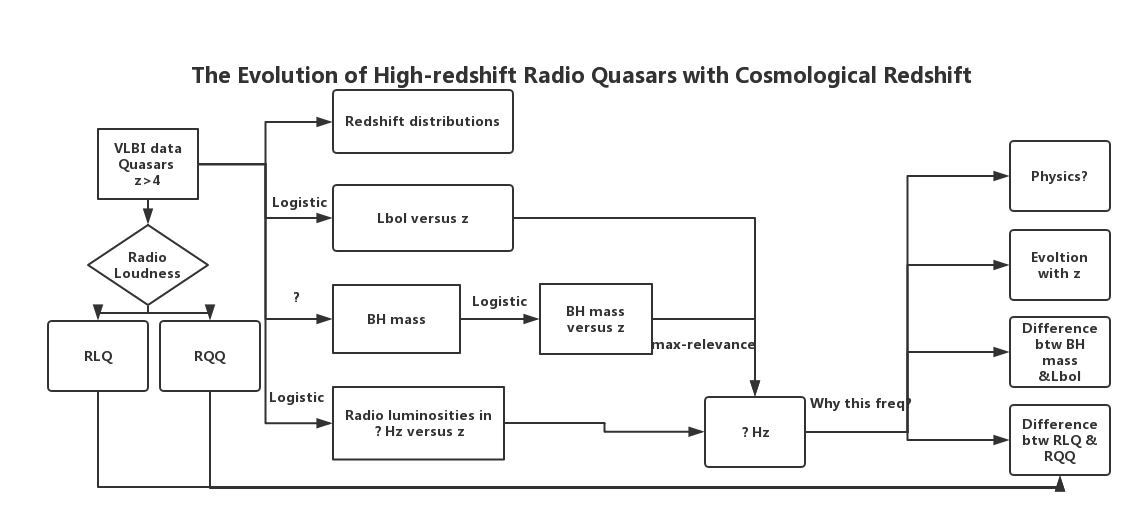 The Evolution of High-redshift Radio Quasars with Cosmological Redshift
VLBI data
Quasars
z>4
Radio
Loudness
RLQ
RQQ
Redshift distributions
Logistic
Lbol versus z
?
BH mass
Logistic
BH mass
versus z
max-relevance
Logistic
Radio luminosities in
? Hz versus z
? Hz
Why this freq?
Physics?
Evoltion
with z
Difference
btw BH
mass
&Lbol
Difference
btw RLQ &
RQQ